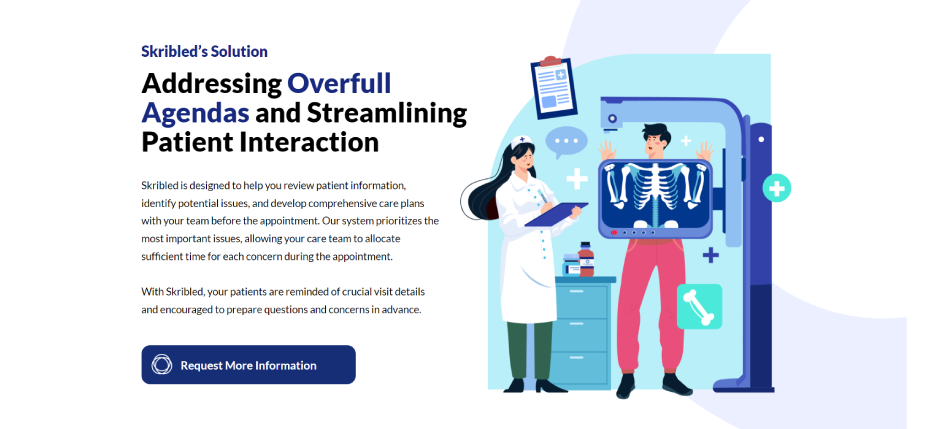 Skribled's Solution
Addressing Overfull
Agendas and Streamlining
Patient Interaction
Skribled is designed to help you review patient information,
identify potential issues, and develop comprehensive care plans
with your team before the appointment. Our system prioritizes the
most important issues, allowing your care team to allocate
sufficient time for each concern during the appointment.
With Skribled, your patients are reminded of crucial visit details
and encouraged to prepare questions and concerns in advance.
Request More Information